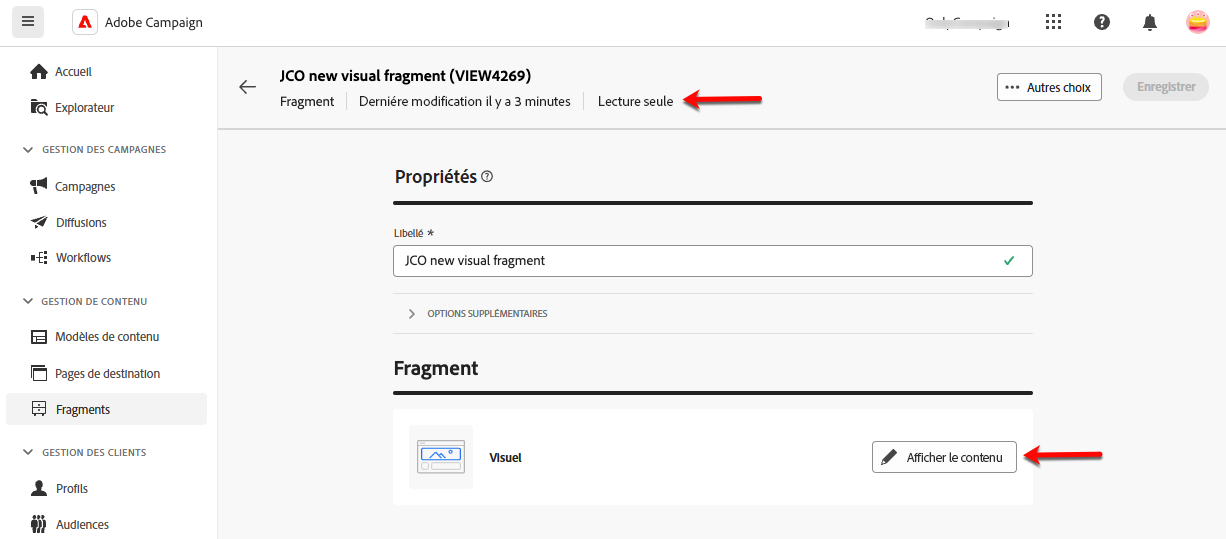 Adobe Campaign
JCO new visual fragment (VIEW4269)
Fragment Derniére modification il y a 3 minutes Lecture seule
Autres choix
Enregistrer
Accueil
Explorateur
GESTION DES CAMPAGNES
Campagnes
Diffusions
Workflows
GESTION DE CONTENU
Modèles de contenu
Pages de destination
Fragments
GESTION DES CLIENTS
Profils
Audiences
Propriétés
Libellé *
JCO new visual fragment
OPTIONS SUPPLÉMENTAIRES
Fragment
Visuel
Afficher le contenu